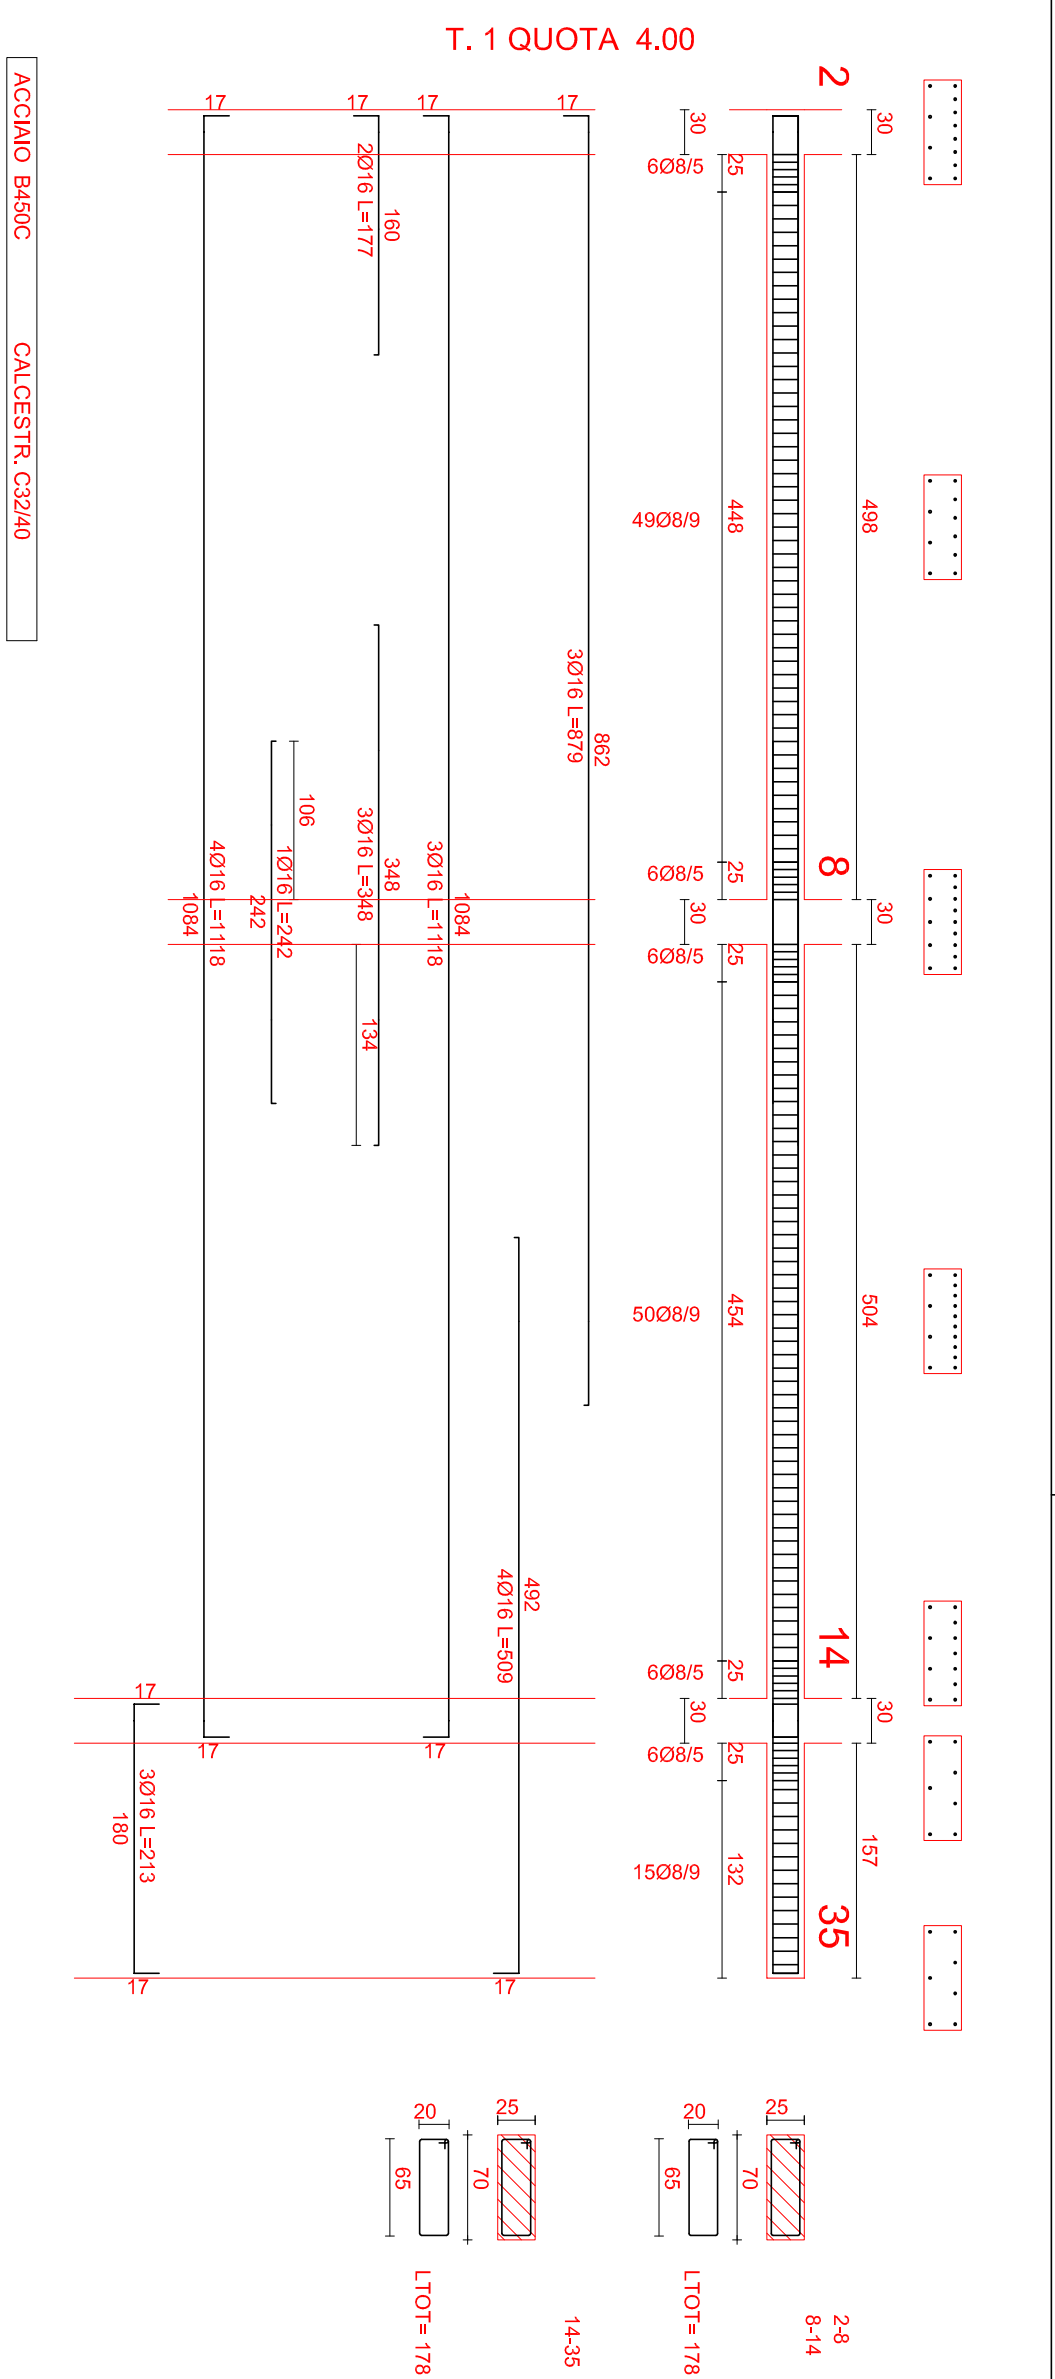 T. 1 QUOTA 4.00
2
8
14
35
30
498
30
504
30
157
30
25
448
25
30
25
454
25
30
25
132
6Ø8/5
49Ø8/9
6Ø8/5
6Ø8/5
50Ø8/9
6Ø8/5
6Ø8/5
15Ø8/9
17
862
3Ø16 L=879
492
4Ø16 L=509
17
17
1084
3Ø16 L=1118
17
17
160
2Ø16 L=177
348
3Ø16 L=348
134
106
1Ø16 L=242
242
17
4Ø16 L=1118
1084
17
17
3Ø16 L=213
180
17
2-8
8-14
25
70
20
65
LTOT= 178
14-35
25
70
20
65
LTOT= 178
ACCIAIO B450C CALCESTR. C32/40